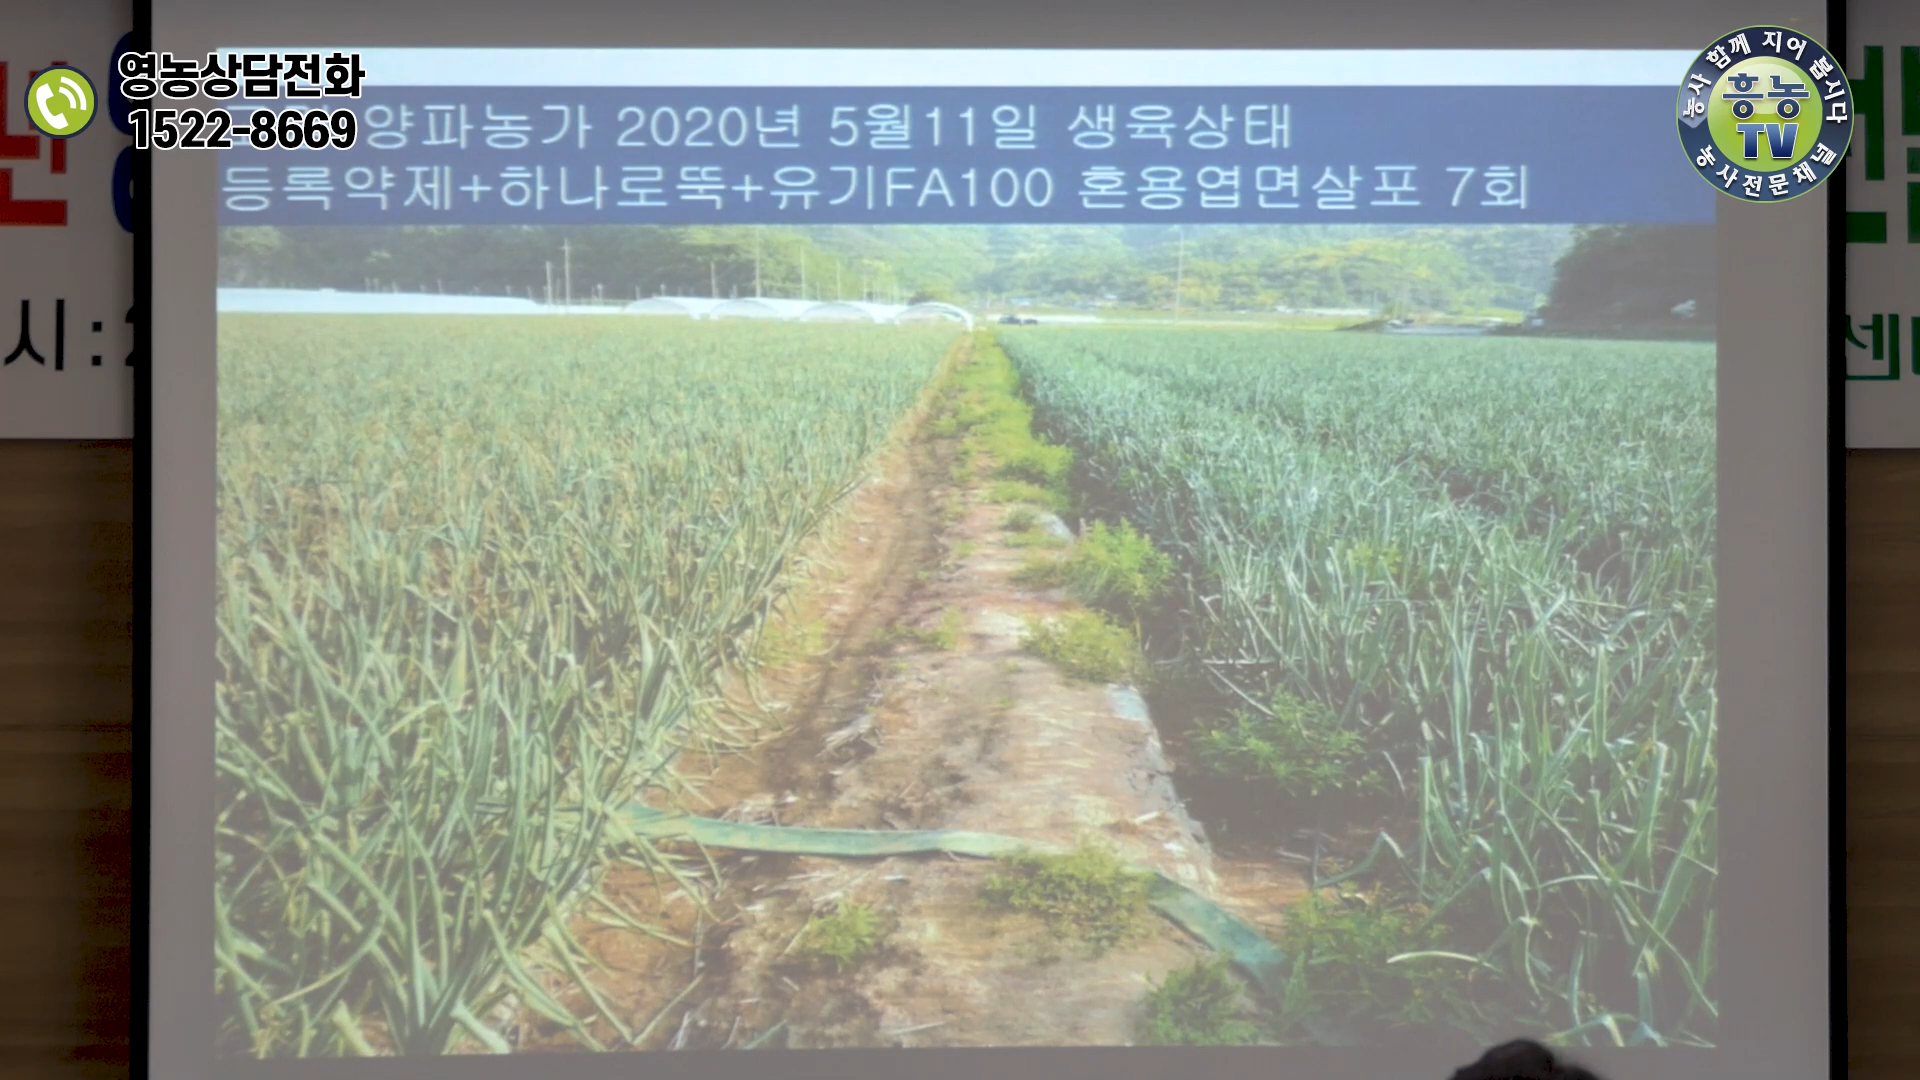 영농상담전화
1522-8669
양파농가 2020년 5월11일 생육상태
등록약제+하나로뚝+유기FA100 혼용엽면살포 7회
농사 함께 지어 봅시다
흥농
TV
농사전문채널
시: